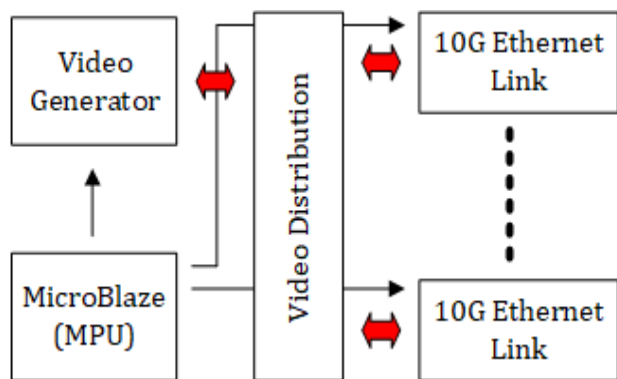 Video
Generator
Video Distribution
10G Ethernet
Link
MicroBlaze
(MPU)
10G Ethernet
Link